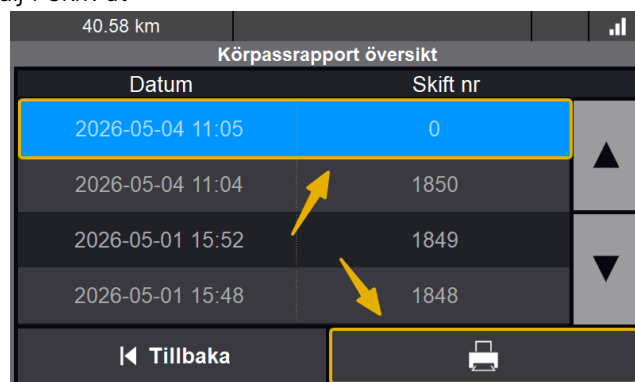 40.58 km
Körpassrapport översikt
Datum Skift nr
2026-05-04 11:05 0
2026-05-04 11:04 1850
2026-05-01 15:52 1849
2026-05-01 15:48 1848
Tillbaka